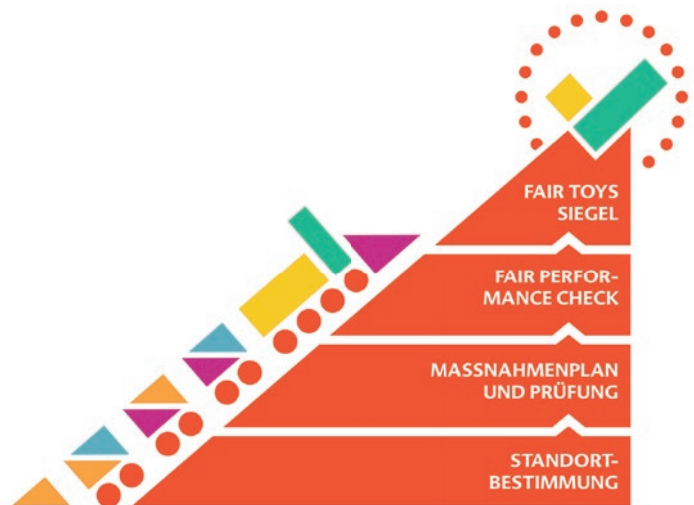 FAIR TOYS
SIEGEL
FAIR PERFOR-
MANCE CHECK
MASSNAHMENPLAN
UND PRÜFUNG
STANDORT-
BESTIMMUNG